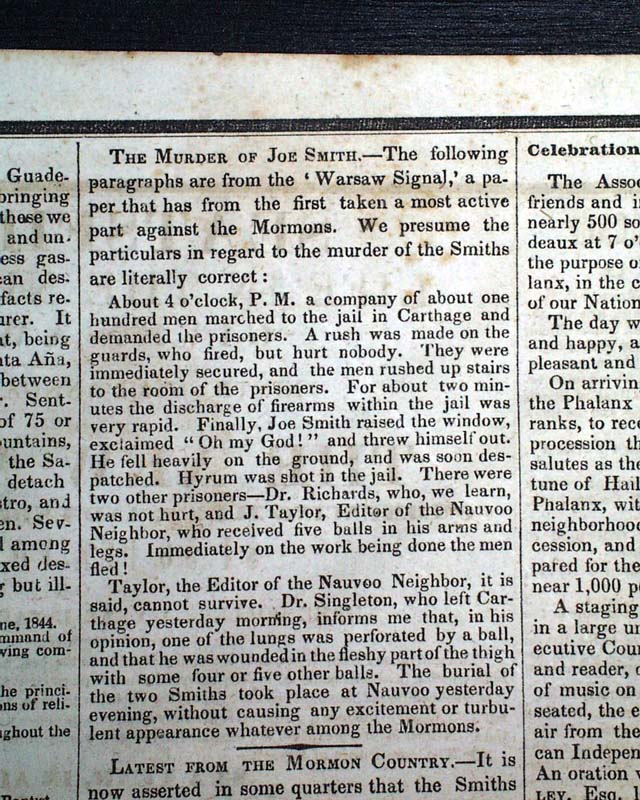 Guade-
bringing
these we
and un.
ess gas-
can des-
facts re-
urer. It
at, being
nta Aña,
between
r. Sent-
of 75 or
ountains,
the Sa-
detach
stro, and
en. Sev-
l among
xed des-
g but ill-
ne, 1844.
mmand of
wing com-
the princi-
ons of reli-
ughout the
The Murder of Joe Smith.—The following
paragraphs are from the ‘ Warsaw Signal,’ a pa-
per that has from the first taken a most active
part against the Mormons. We presume the
particulars in regard to the murder of the Smiths
are literally correct :
About 4 o’clock, P. M. a company of about one
hundred men marched to the jail in Carthage and
demanded the prisoners. A rush was made on the
guards, who fired, but hurt nobody. They were
immediately secured, and the men rushed up stairs
to the room of the prisoners. For about two min-
utes the discharge of firearms within the jail was
very rapid. Finally, Joe Smith raised the window,
exclaimed “ Oh my God! ” and threw himself out.
He fell heavily on the ground, and was soon des-
patched. Hyrum was shot in the jail. There were
two other prisoners—Dr. Richards, who, we learn,
was not hurt, and J. Taylor, Editor of the Nauvoo
Neighbor, who received five balls in his arms and
legs. Immediately on the work being done the men
fled !
Taylor, the Editor of the Nauvoo Neighbor, it is
said, cannot survive. Dr. Singleton, who left Car-
thage yesterday morning, informs me that, in his
opinion, one of the lungs was perforated by a ball,
and that he was wounded in the fleshy part of the thigh
with some four or five other balls. The burial of
the two Smiths took place at Nauvoo yesterday
evening, without causing any excitement or turbu-
lent appearance whatever among the Mormons.
Latest from the Mormon Country.—It is
now asserted in some quarters that the Smiths
Celebration
The Assoc
friends and i
nearly 500 so
deaux at 7 o’
the purpose o
lanx, in the c
of our Nation
The day w
and happy, a
pleasant and
On arrivin
the Phalanx
ranks, to rece
procession th
salutes as the
tune of Hail
Phalanx, wit
neighborhood
cession, and
pared for the
near 1,000 pe
A staging
in a large un
ecutive Coun
and reader, o
of music on
seated, the e
air from the
can Indepen
An oration w
ley, Esq.